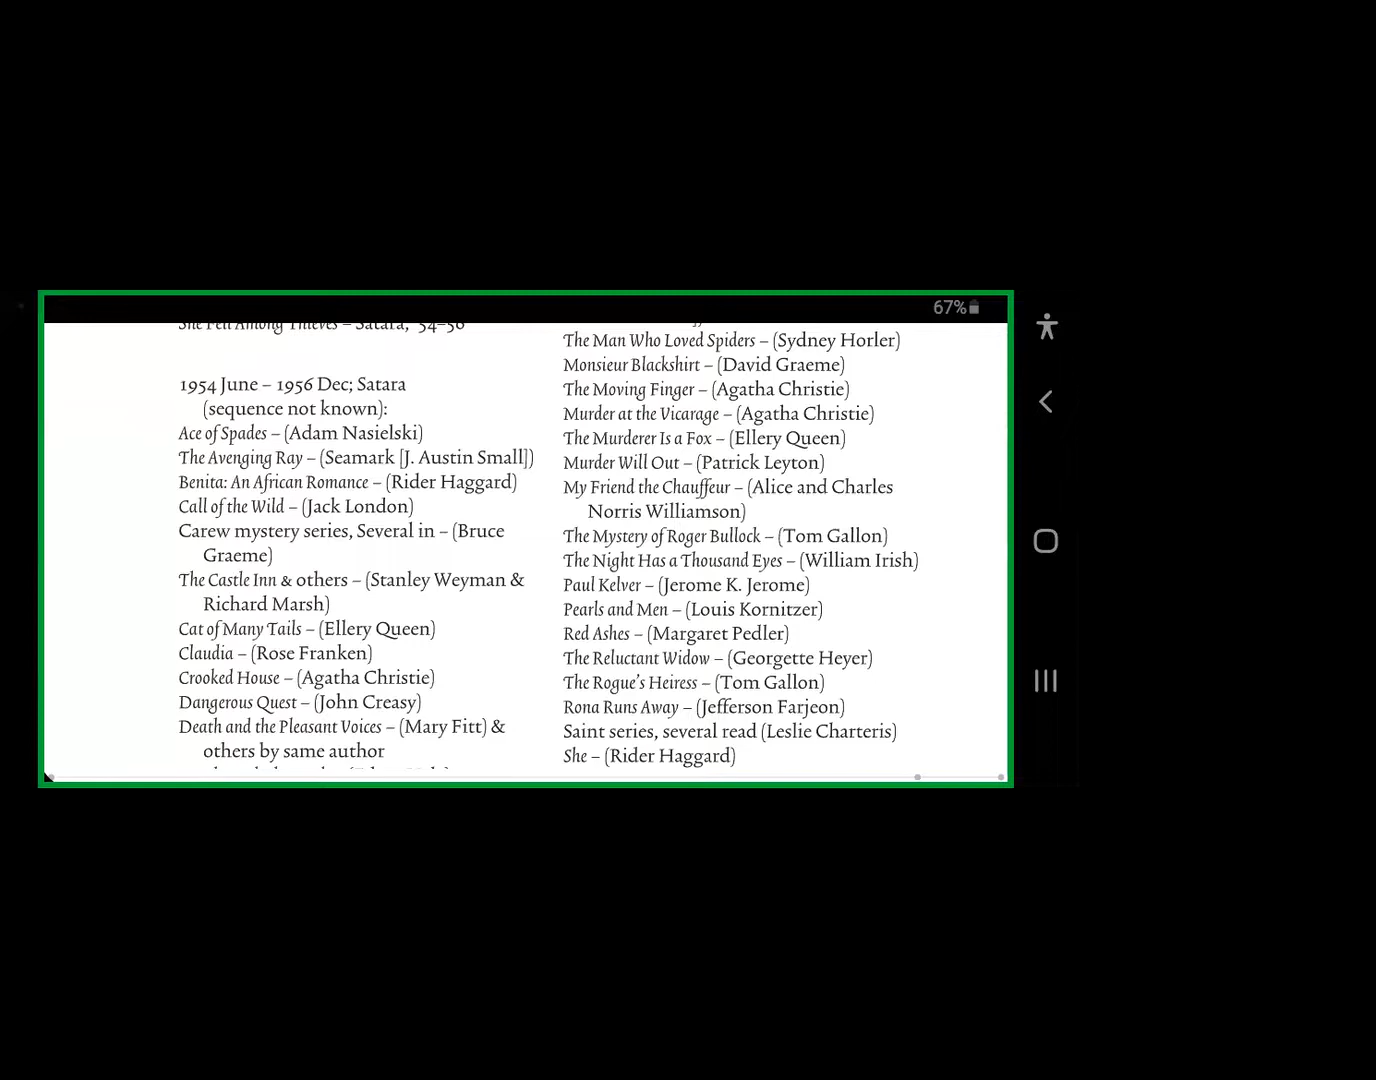 67%
She Fell Among Thieves – Satara, '54–56
1954 June – 1956 Dec; Satara
(sequence not known):
Ace of Spades – (Adam Nasielski)
The Avenging Ray – (Seamark [J. Austin Small])
Benita: An African Romance – (Rider Haggard)
Call of the Wild – (Jack London)
Carew mystery series, Several in – (Bruce
Graeme)
The Castle Inn & others – (Stanley Weyman &
Richard Marsh)
Cat of Many Tails – (Ellery Queen)
Claudia – (Rose Franken)
Crooked House – (Agatha Christie)
Dangerous Quest – (John Creasy)
Death and the Pleasant Voices – (Mary Fitt) &
others by same author
The Man Who Loved Spiders – (Sydney Horler)
Monsieur Blackshirt – (David Graeme)
The Moving Finger – (Agatha Christie)
Murder at the Vicarage – (Agatha Christie)
The Murderer Is a Fox – (Ellery Queen)
Murder Will Out – (Patrick Leyton)
My Friend the Chauffeur – (Alice and Charles
Norris Williamson)
The Mystery of Roger Bullock – (Tom Gallon)
The Night Has a Thousand Eyes – (William Irish)
Paul Kelver – (Jerome K. Jerome)
Pearls and Men – (Louis Kornitzer)
Red Ashes – (Margaret Pedler)
The Reluctant Widow – (Georgette Heyer)
The Rogue's Heiress – (Tom Gallon)
Rona Runs Away – (Jefferson Farjeon)
Saint series, several read (Leslie Charteris)
She – (Rider Haggard)